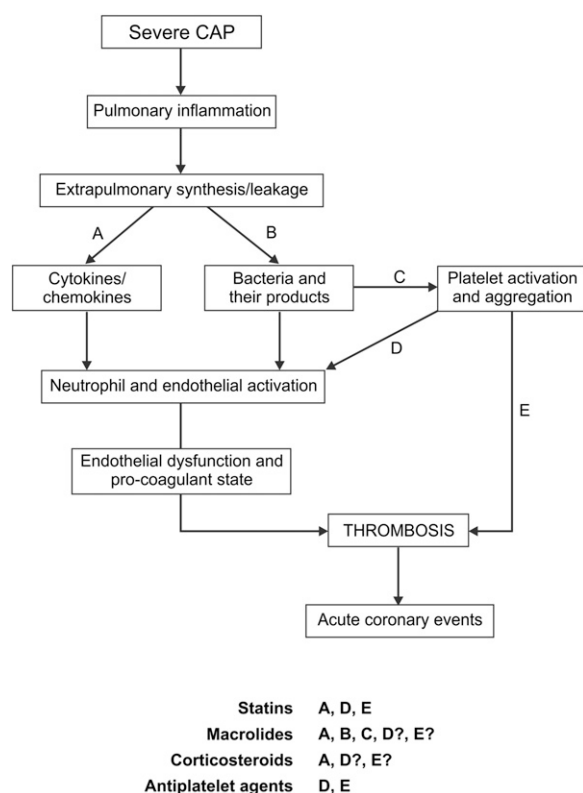 Severe CAP
Pulmonary inflammation
Extrapulmonary synthesis/leakage
A
B
Cytokines/
chemokines
Bacteria and
their products
C
Platelet activation
and aggregation
D
Neutrophil and endothelial activation
E
Endothelial dysfunction and
pro-coagulant state
THROMBOSIS
Acute coronary events
Statins A, D, E
Macrolides A, B, C, D?, E?
Corticosteroids A, D?, E?
Antiplatelet agents D, E